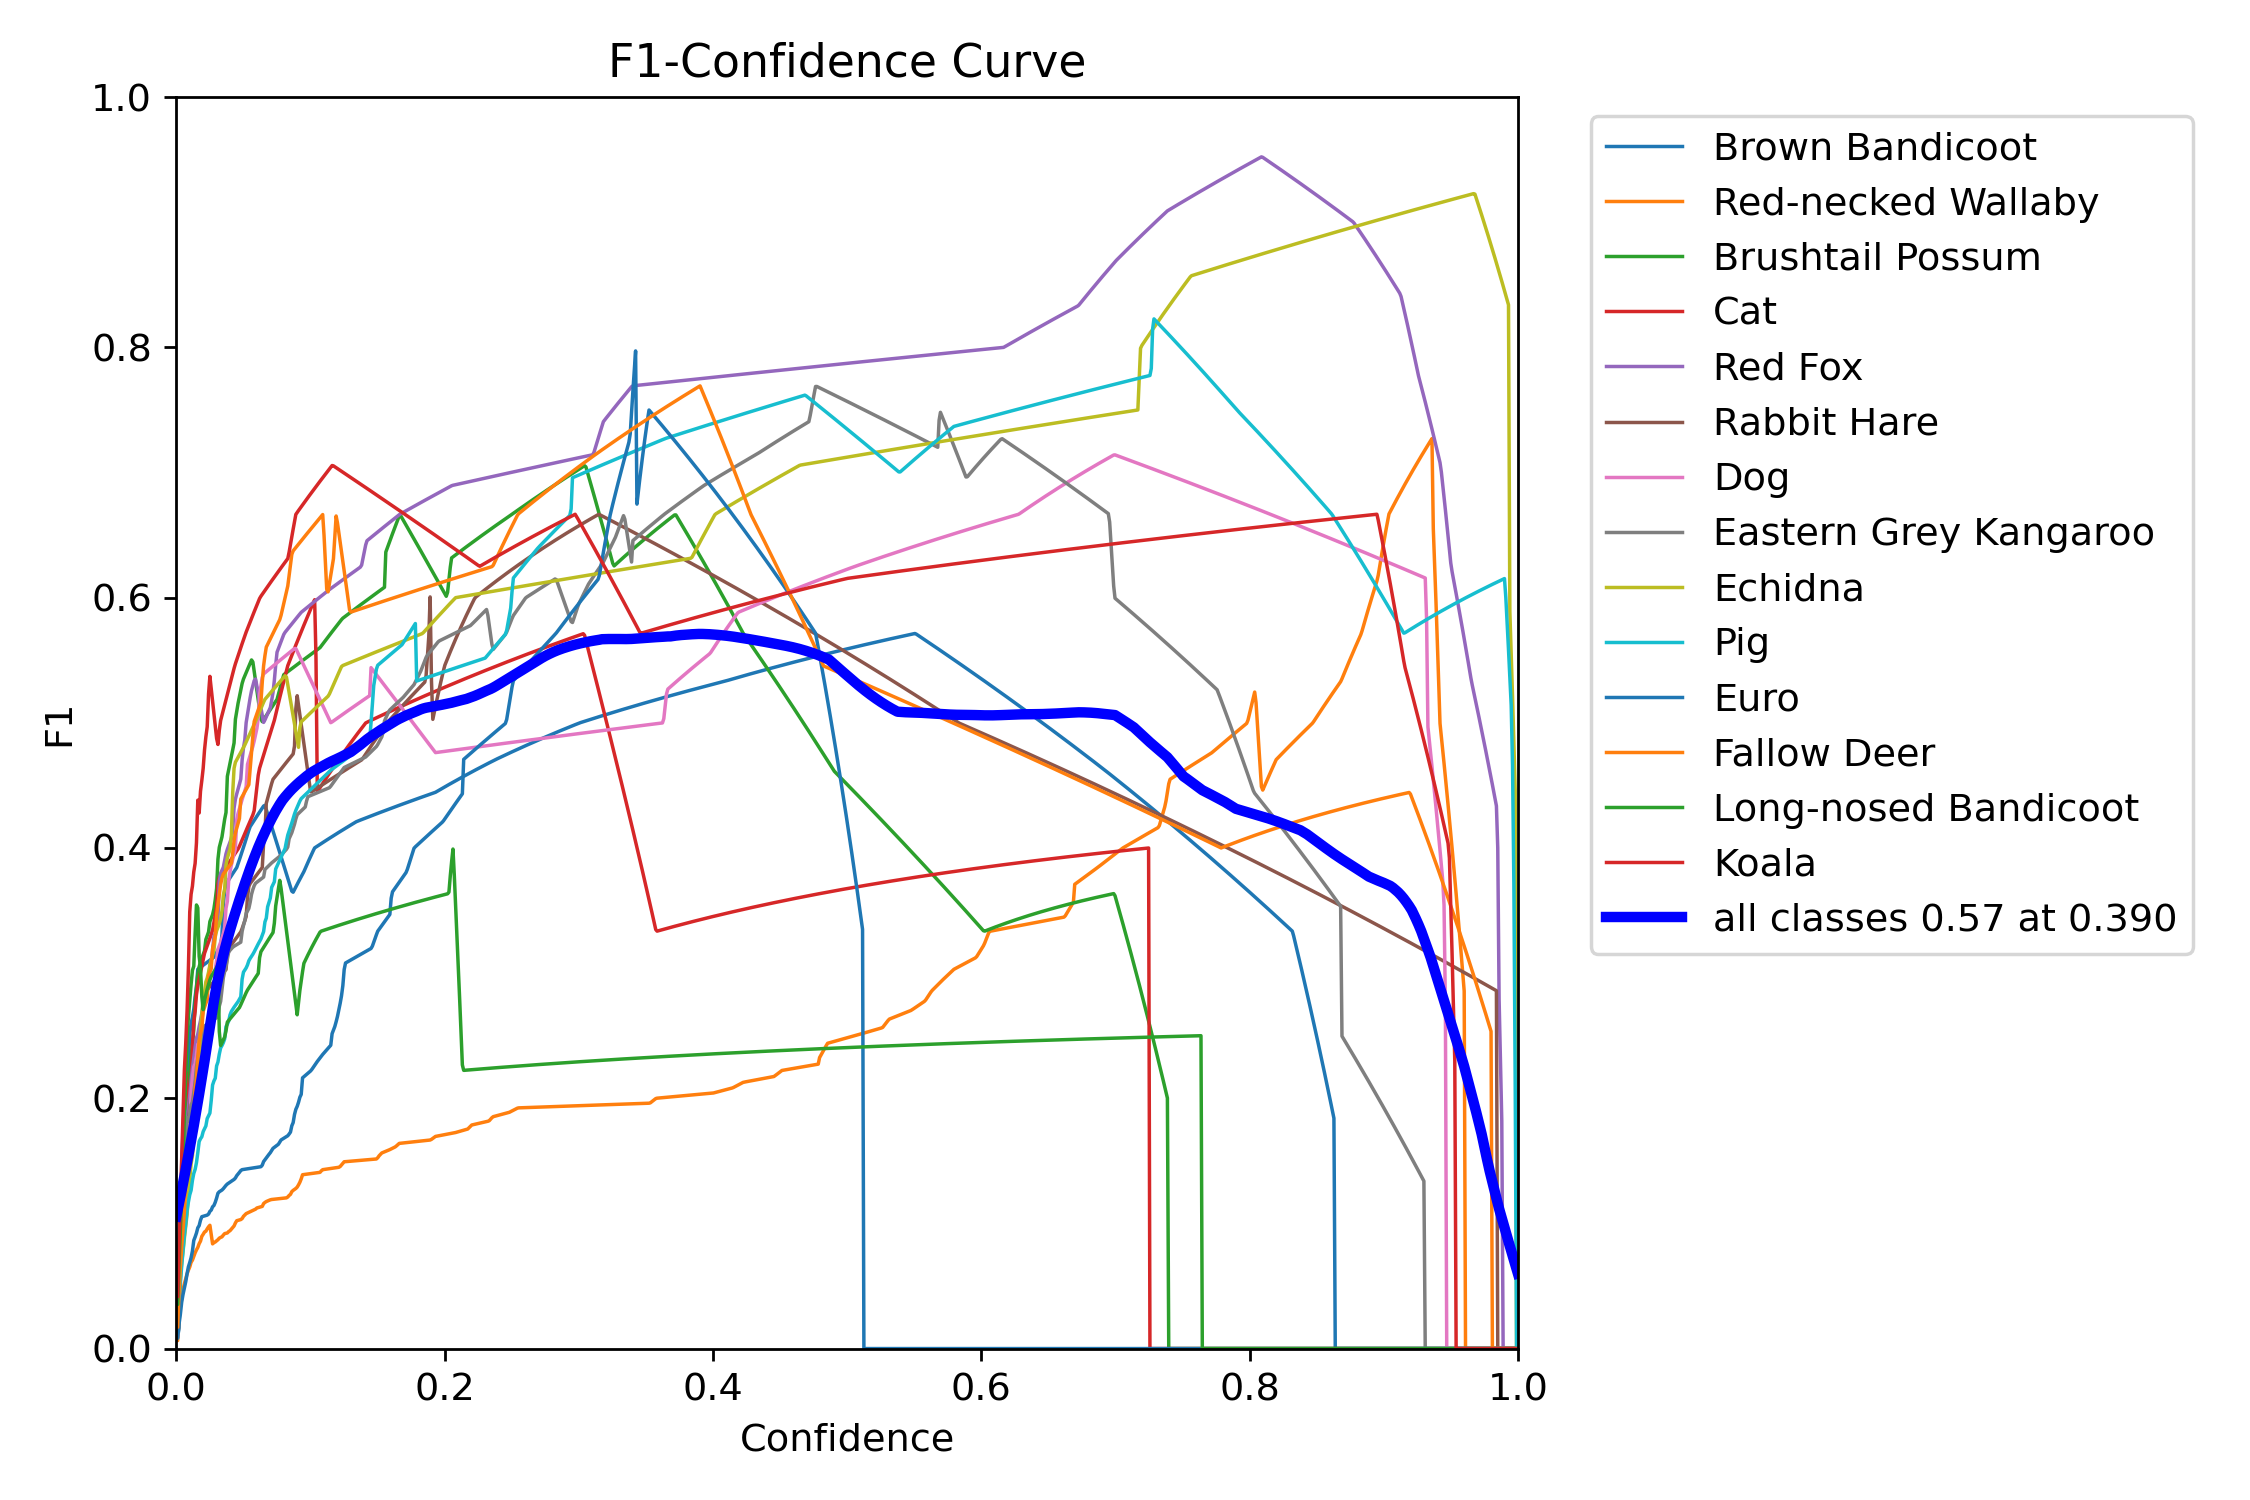 F1-Confidence Curve
1.0
0.8
0.6
0.4
0.2
0.0
F1
0.0 0.2 0.4 0.6 0.8 1.0
Confidence
Brown Bandicoot
Red-necked Wallaby
Brushtail Possum
Cat
Red Fox
Rabbit Hare
Dog
Eastern Grey Kangaroo
Echidna
Pig
Euro
Fallow Deer
Long-nosed Bandicoot
Koala
all classes 0.57 at 0.390